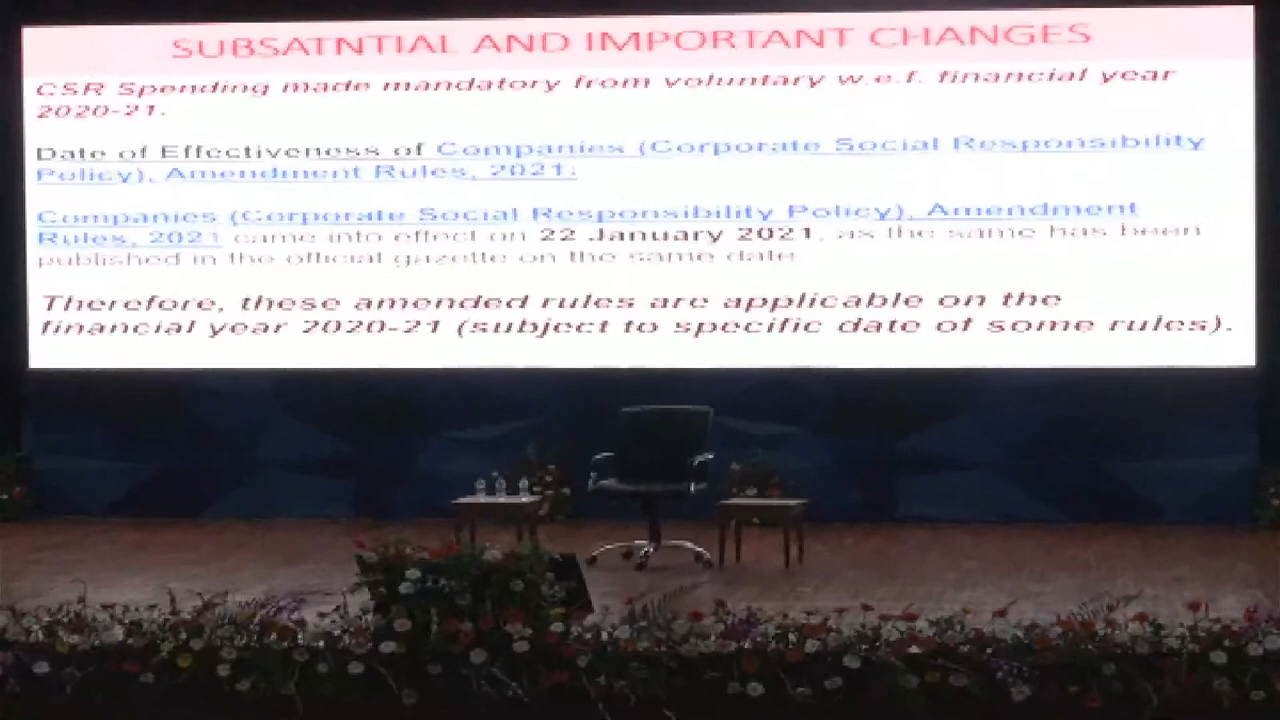 SUBSATNTIAL AND IMPORTANT CHANGES
CSR Spending made mandatory from voluntary w.e.f. financial year
2020-21.
Date of Effectiveness of Companies (Corporate Social Responsibility
Policy), Amendment Rules, 2021.
Companies (Corporate Social Responsibility Policy), Amendment
Rules, 2021 came into effect on 22 January 2021, as the same has been
published in the official gazette on the same date.
Therefore, these amended rules are applicable on the
financial year 2020-21 (subject to specific date of some rules).